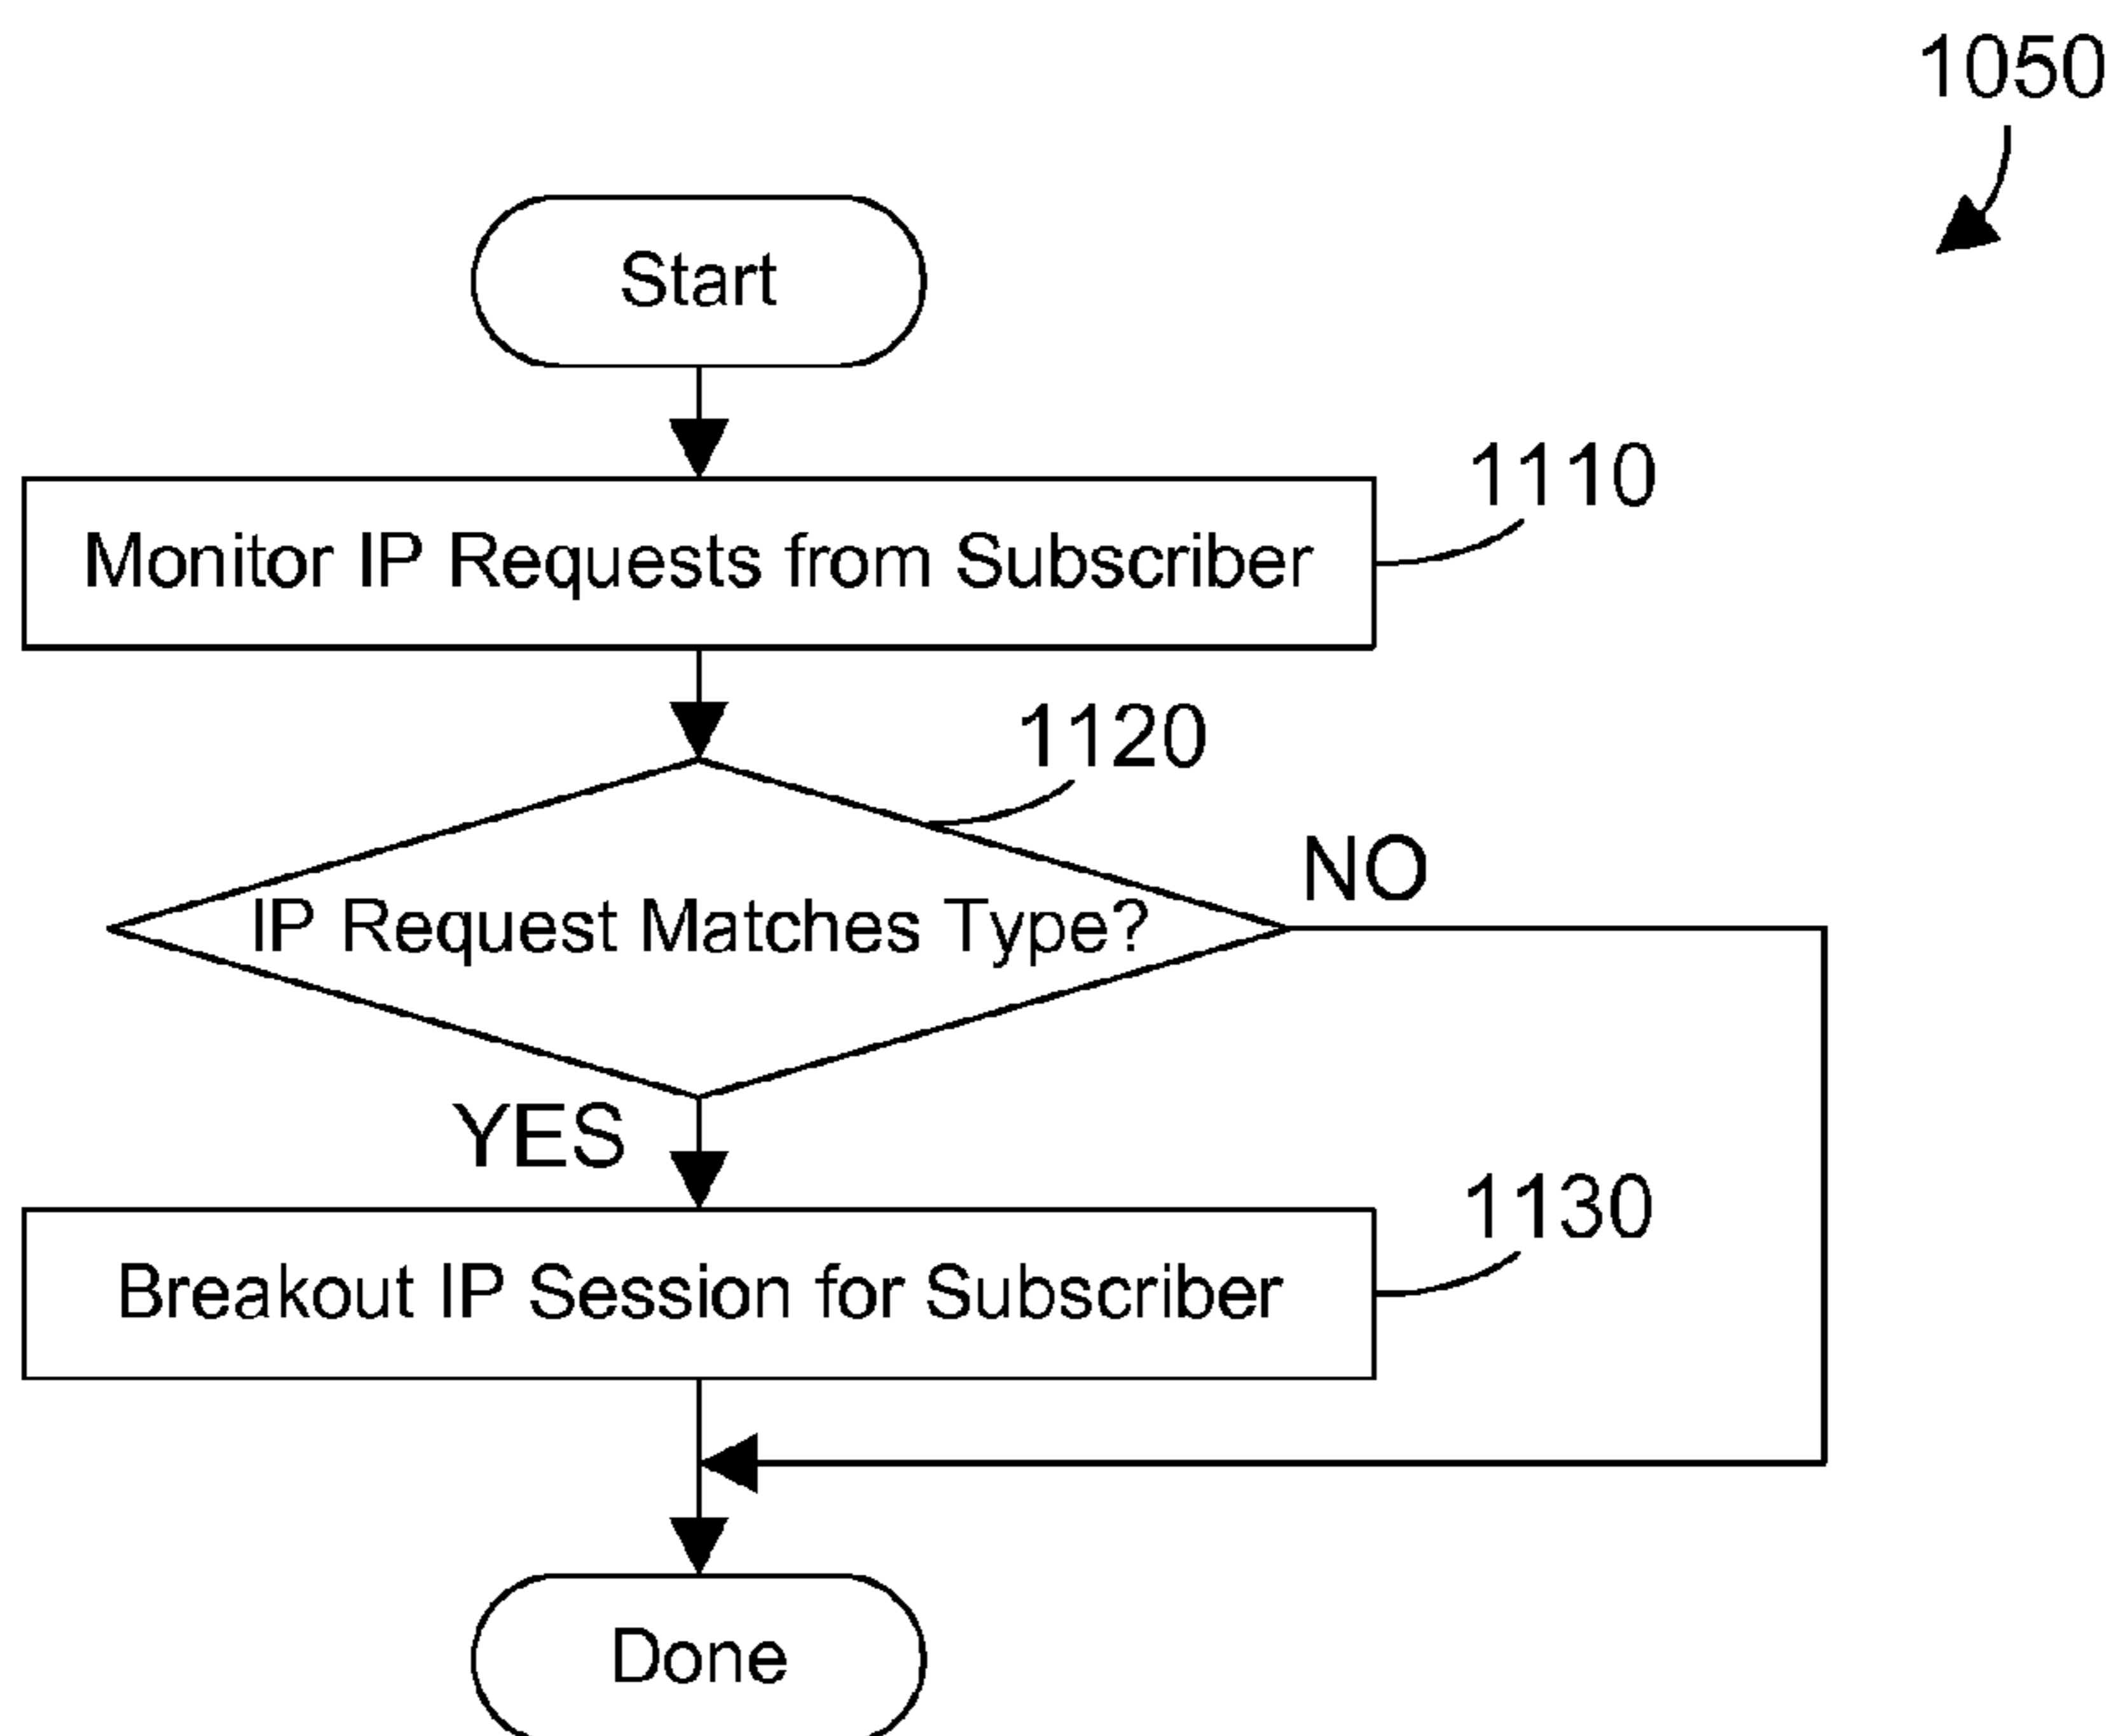 1050
Start
1110
Monitor IP Requests from Subscriber
1120
NO
IP Request Matches Type?
YES
1130
Breakout IP Session for Subscriber
Done